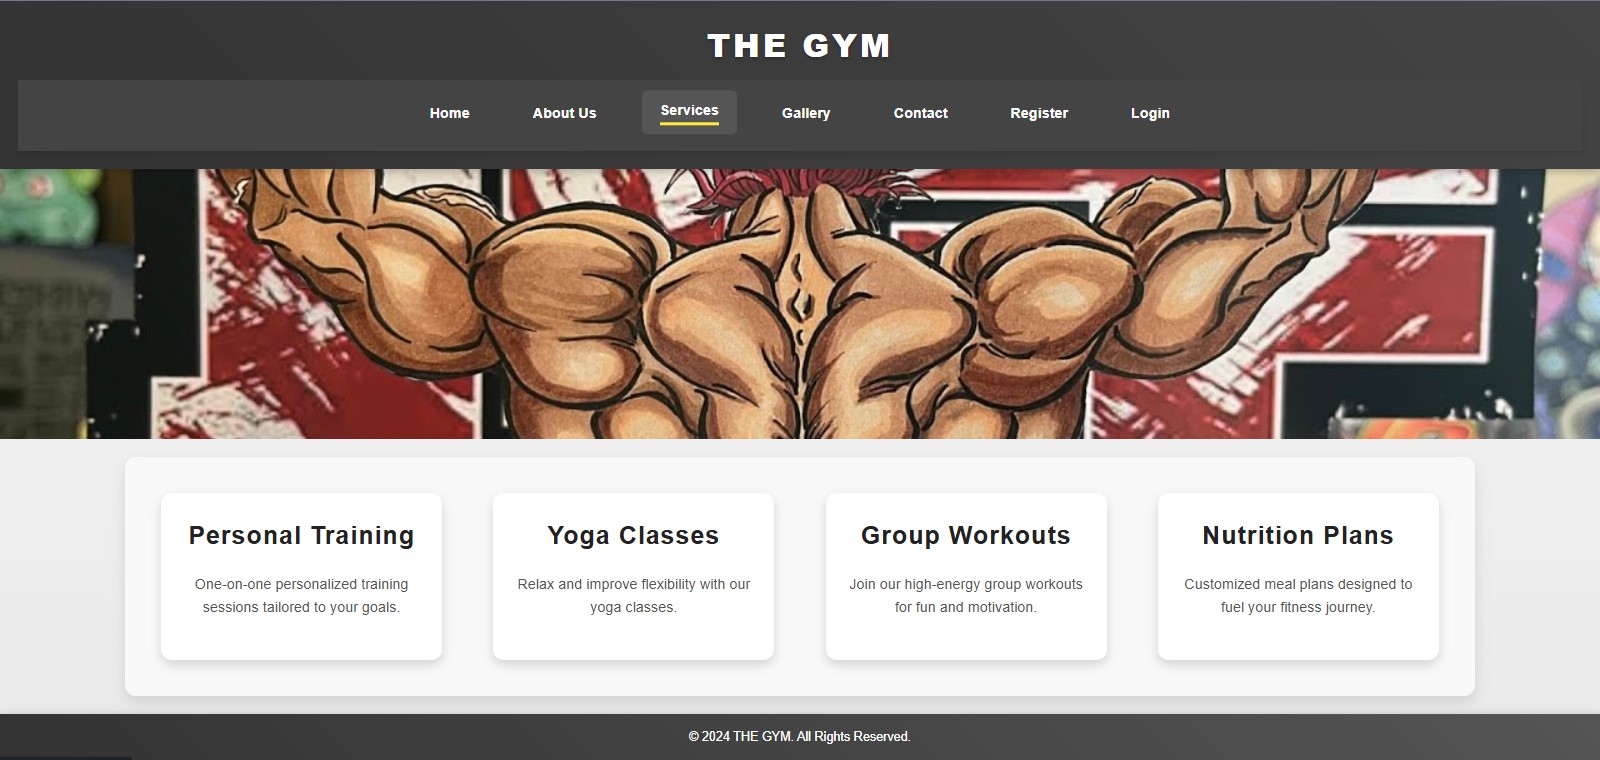 THE GYM
Home About Us Services Gallery Contact Register Login
Personal Training
One-on-one personalized training
sessions tailored to your goals.
Yoga Classes
Relax and improve flexibility with our
yoga classes.
Group Workouts
Join our high-energy group workouts
for fun and motivation.
Nutrition Plans
Customized meal plans designed to
fuel your fitness journey.
© 2024 THE GYM. All Rights Reserved.